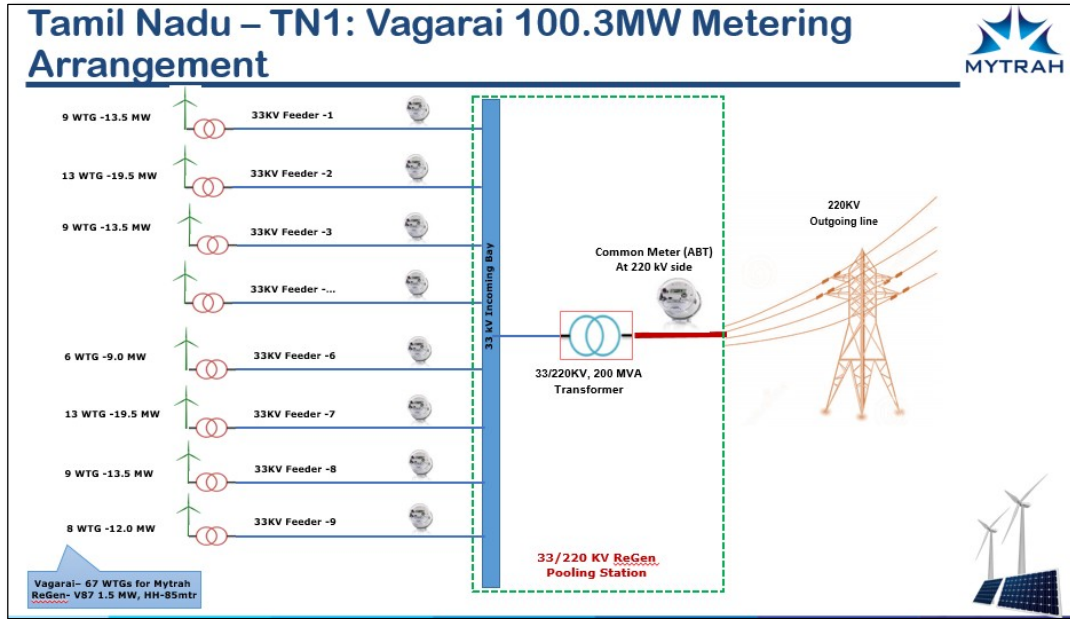 Tamil Nadu – TN1: Vagarai 100.3MW Metering
Arrangement
MYTRAH
9 WTG -13.5 MW
33KV Feeder -1
13 WTG -19.5 MW
33KV Feeder -2
9 WTG -13.5 MW
33KV Feeder -3
33KV Feeder -...
6 WTG -9.0 MW
33KV Feeder -6
13 WTG -19.5 MW
33KV Feeder -7
9 WTG -13.5 MW
33KV Feeder -8
8 WTG -12.0 MW
33KV Feeder -9
33 kV Incoming Bay
Common Meter (ABT)
At 220 kV side
33/220KV, 200 MVA
Transformer
220KV
Outgoing line
33/220 KV ReGen
Pooling Station
Vagarai– 67 WTGs for Mytrah
ReGen- V87 1.5 MW, HH-85mtr